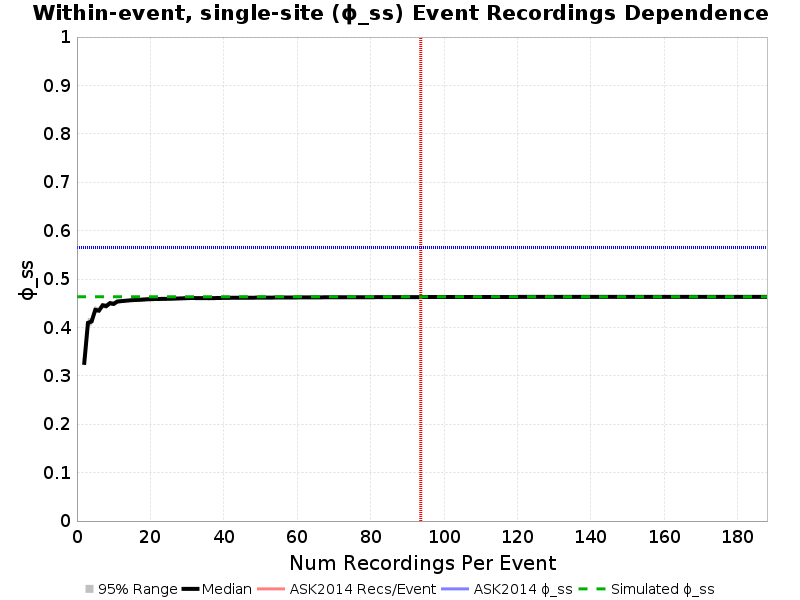 Within-event, single-site (ϕ_ss) Event Recordings Dependence
1
0.9
0.8
0.7
0.6
0.5
0.4
0.3
0.2
0.1
0
ϕ_ss
0 20 40 60 80 100 120 140 160 180
Num Recordings Per Event
95% Range Median ASK2014 Recs/Event ASK2014 ϕ_ss Simulated ϕ_ss